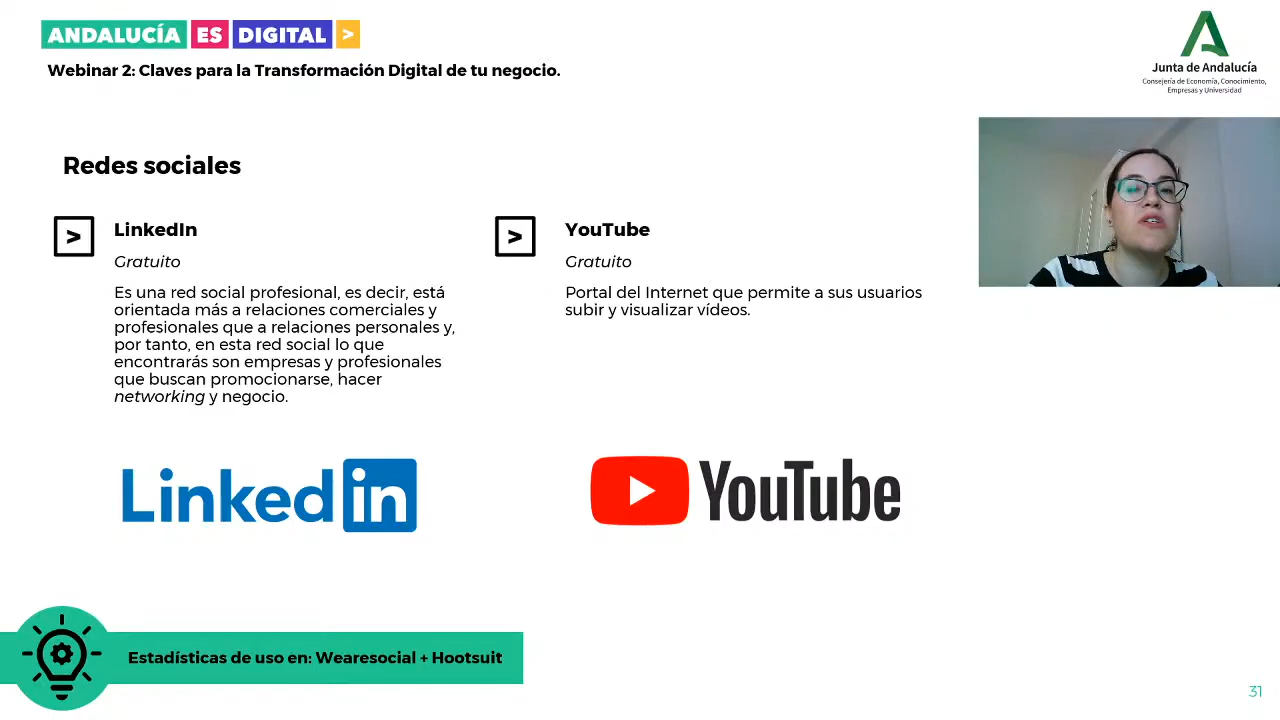 ANDALUCÍA ES DIGITAL >
Webinar 2: Claves para la Transformación Digital de tu negocio.
Junta de Andalucía
Consejería de Economía, Conocimiento,
Empresas y Universidad
Redes sociales
> LinkedIn
Gratuito
Es una red social profesional, es decir, está
orientada más a relaciones comerciales y
profesionales que a relaciones personales y,
por tanto, en esta red social lo que
encontrarás son empresas y profesionales
que buscan promocionarse, hacer
networking y negocio.
LinkedIn
> YouTube
Gratuito
Portal del Internet que permite a sus usuarios
subir y visualizar vídeos.
YouTube
Estadísticas de uso en: Wearesocial + Hootsuit
31